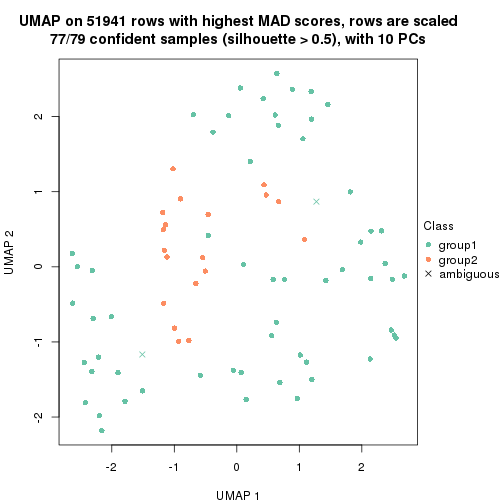 UMAP on 51941 rows with highest MAD scores, rows are scaled
77/79 confident samples (silhouette > 0.5), with 10 PCs
2
1
0
-1
-2
UMAP 2
-2
-1
0
1
2
UMAP 1
Class
group1
group2
ambiguous